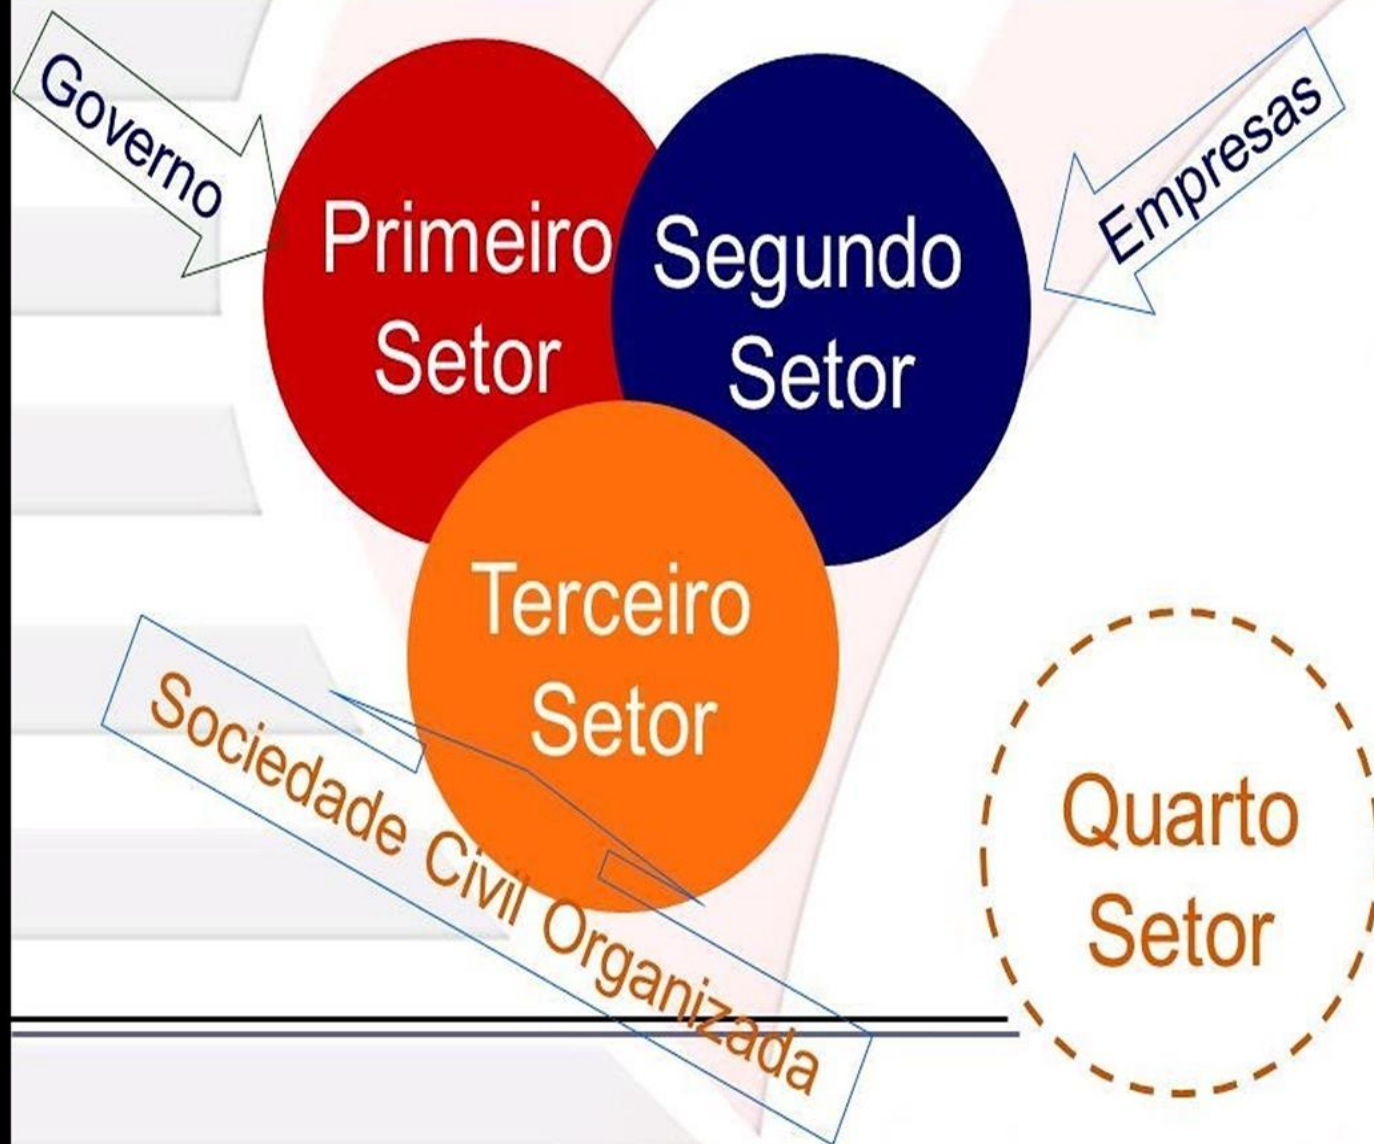 Governo
Primeiro
Setor
Segundo
Setor
Empresas
Terceiro
Setor
Sociedade Civil Organizada
Quarto
Setor